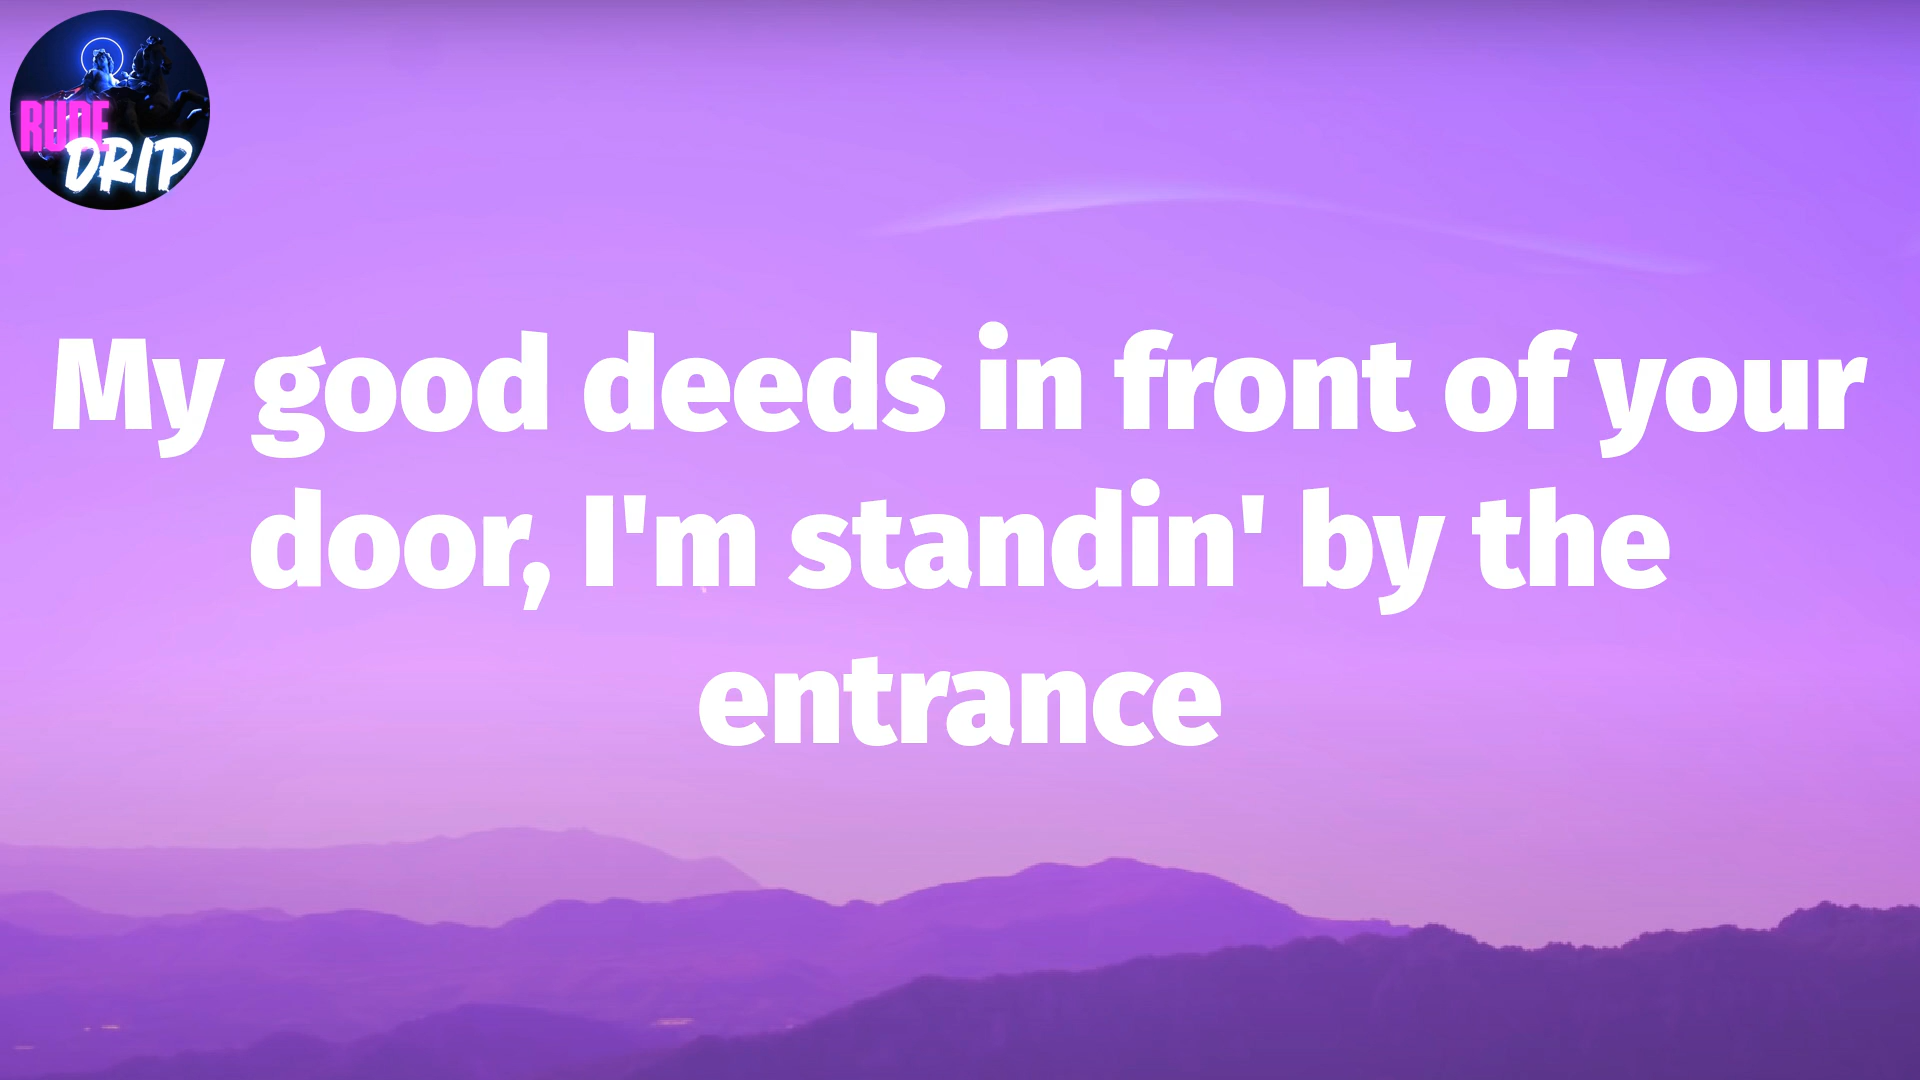 RUDE
DRIP
My good deeds in front of your
door, I'm standin' by the
entrance